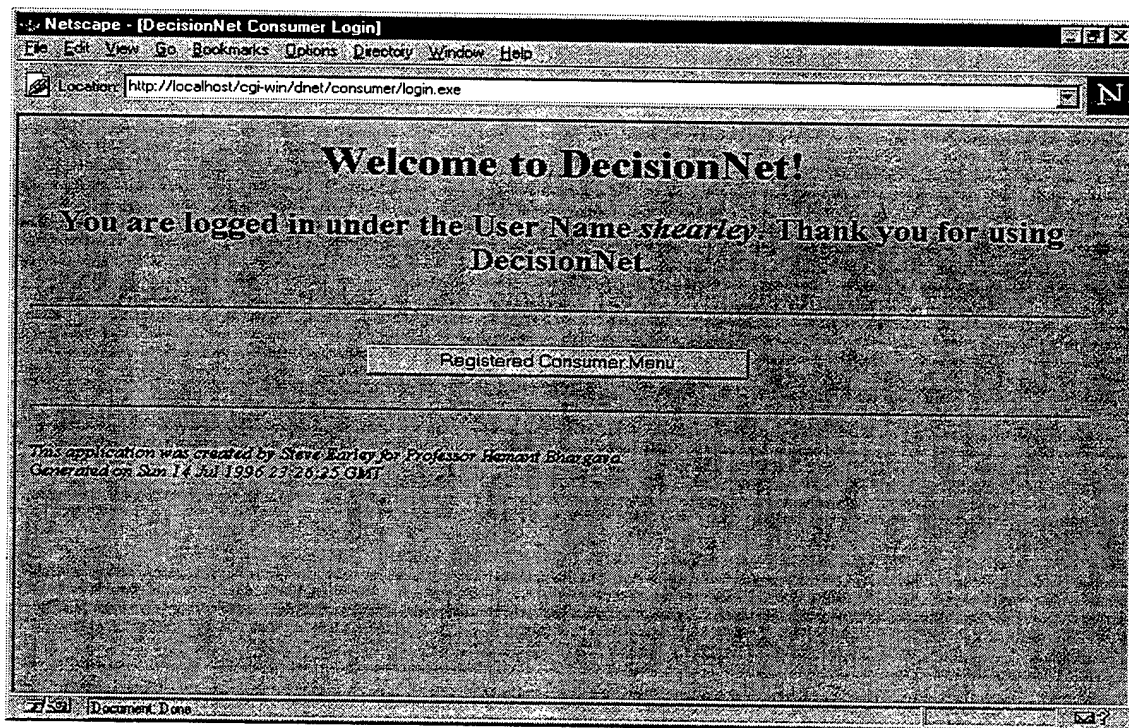 Netscape - [DecisionNet Consumer Login]
File Edit View Go Bookmarks Options Directory Window Help
Location: http://localhost/cgi-win/dnet/consumer/login.exe
N
Welcome to DecisionNet!
You are logged in under the User Name shearley. Thank you for using
DecisionNet.
Registered Consumer Menu
This application was created by Steve Earley for Professor Hemant Bhargava.
Generated on Sun 14 Jul 1996 23:26:25 GMT
Document: Done